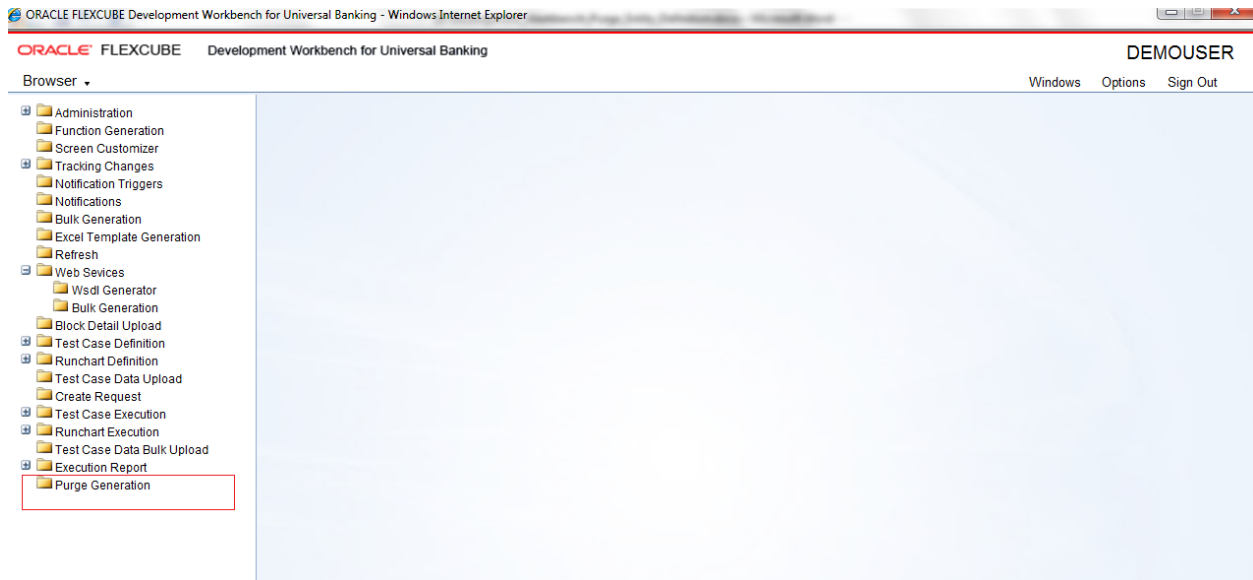 ORACLE FLEXCUBE Development Workbench for Universal Banking - Windows Internet Explorer
ORACLE FLEXCUBE Development Workbench for Universal Banking
DEMOUSER
Browser
Windows Options Sign Out
Administration
Function Generation
Screen Customizer
Tracking Changes
Notification Triggers
Notifications
Bulk Generation
Excel Template Generation
Refresh
Web Sevices
Wsdl Generator
Bulk Generation
Block Detail Upload
Test Case Definition
Runchart Definition
Test Case Data Upload
Create Request
Test Case Execution
Runchart Execution
Test Case Data Bulk Upload
Execution Report
Purge Generation